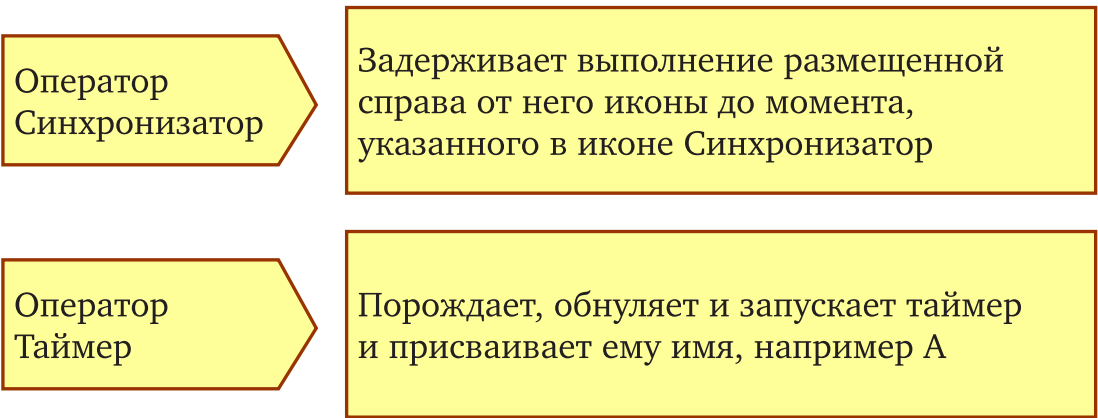 Оператор
Синхронизатор
Задерживает выполнение размещенной
справа от него иконы до момента,
указанного в иконе Синхронизатор
Оператор
Таймер
Порождает, обнуляет и запускает таймер
и присваивает ему имя, например А